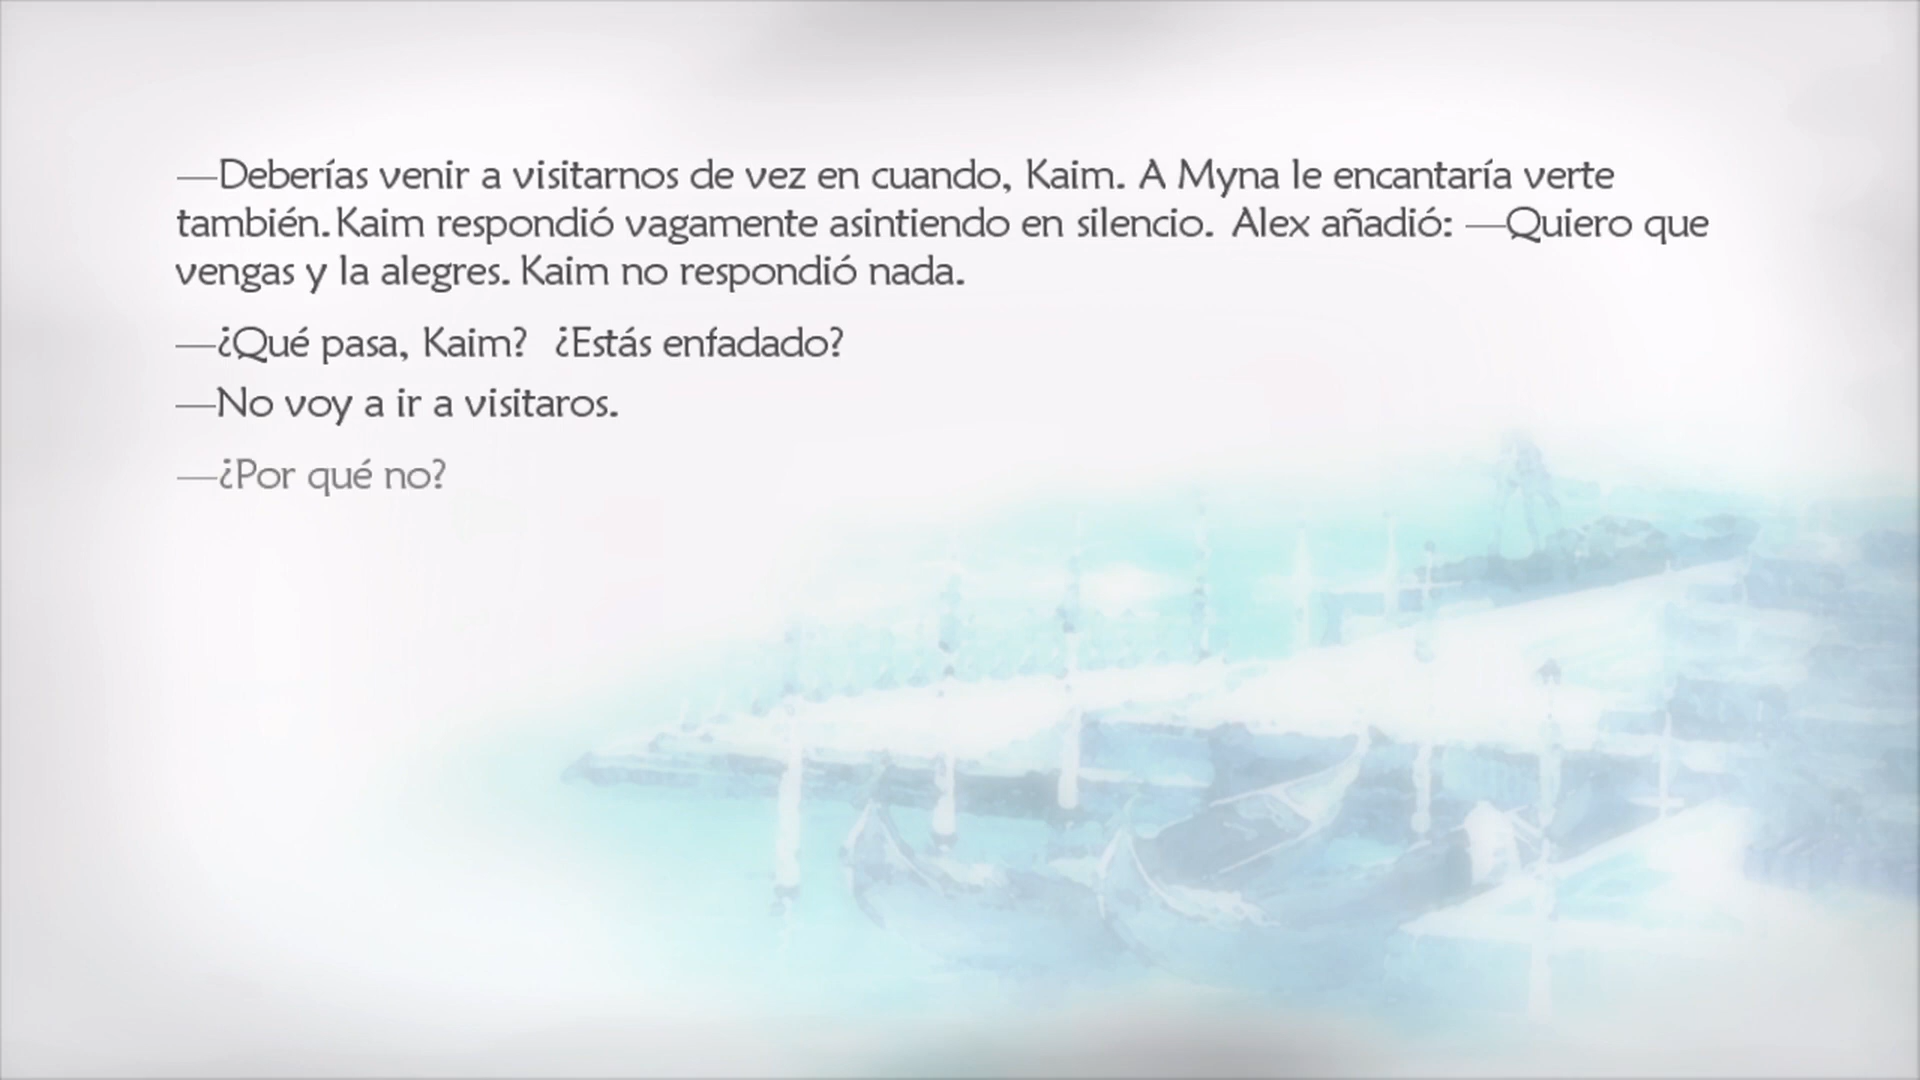 —Deberías venir a visitarnos de vez en cuando, Kaim. A Myna le encantaría verte
también. Kaim respondió vagamente asintiendo en silencio. Alex añadió: —Quiero que
vengas y la alegres. Kaim no respondió nada.
—¿Qué pasa, Kaim? ¿Estás enfadado?
—No voy a ir a visitaros.
—¿Por qué no?